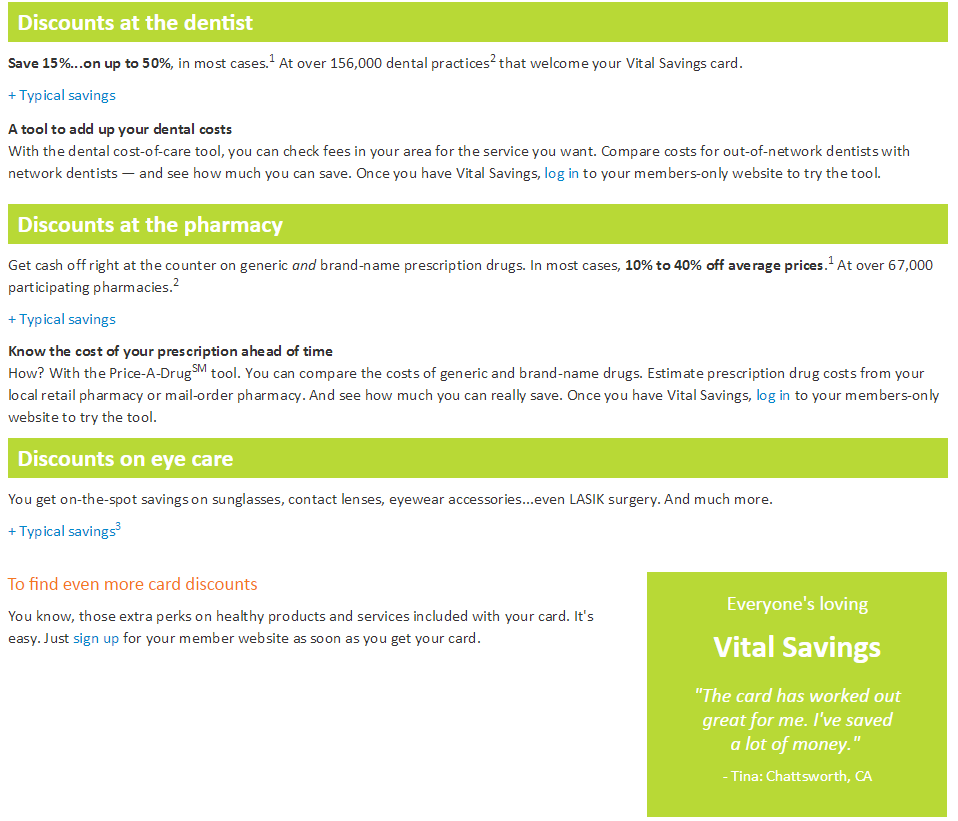 Discounts at the dentist
Save 15%...on up to 50%, in most cases.1 At over 156,000 dental practices2 that welcome your Vital Savings card.
+ Typical savings
A tool to add up your dental costs
With the dental cost-of-care tool, you can check fees in your area for the service you want. Compare costs for out-of-network dentists with
network dentists — and see how much you can save. Once you have Vital Savings, log in to your members-only website to try the tool.
Discounts at the pharmacy
Get cash off right at the counter on generic and brand-name prescription drugs. In most cases, 10% to 40% off average prices.1 At over 67,000
participating pharmacies.2
+ Typical savings
Know the cost of your prescription ahead of time
How? With the Price-A-DrugSM tool. You can compare the costs of generic and brand-name drugs. Estimate prescription drug costs from your
local retail pharmacy or mail-order pharmacy. And see how much you can really save. Once you have Vital Savings, log in to your members-only
website to try the tool.
Discounts on eye care
You get on-the-spot savings on sunglasses, contact lenses, eyewear accessories...even LASIK surgery. And much more.
+ Typical savings3
To find even more card discounts
You know, those extra perks on healthy products and services included with your card. It's
easy. Just sign up for your member website as soon as you get your card.
Everyone's loving
Vital Savings
"The card has worked out
great for me. I've saved
a lot of money."
- Tina: Chattsworth, CA